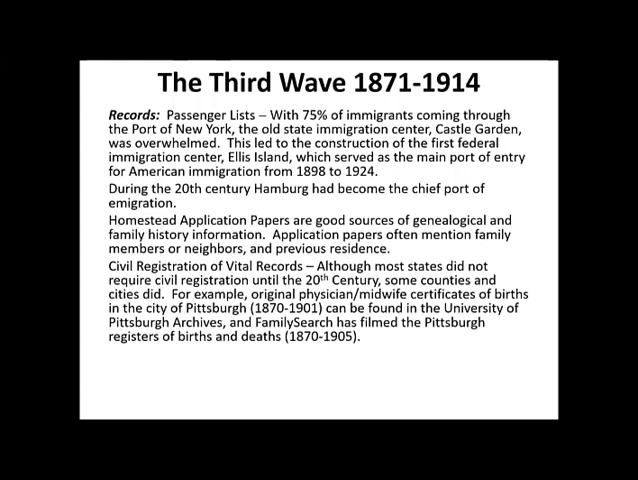 The Third Wave 1871-1914
Records: Passenger Lists – With 75% of immigrants coming through
the Port of New York, the old state immigration center, Castle Garden,
was overwhelmed. This led to the construction of the first federal
immigration center, Ellis Island, which served as the main port of entry
for American immigration from 1898 to 1924.
During the 20th century Hamburg had become the chief port of
emigration.
Homestead Application Papers are good sources of genealogical and
family history information. Application papers often mention family
members or neighbors, and previous residence.
Civil Registration of Vital Records – Although most states did not
require civil registration until the 20th Century, some counties and
cities did. For example, original physician/midwife certificates of births
in the city of Pittsburgh (1870-1901) can be found in the University of
Pittsburgh Archives, and FamilySearch has filmed the Pittsburgh
registers of births and deaths (1870-1905).